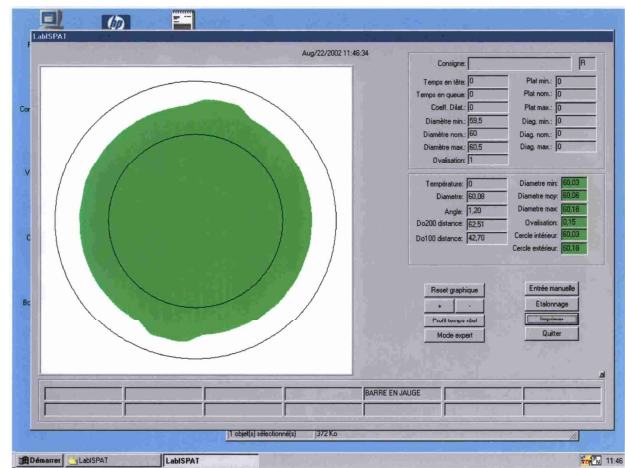 hp
LabISPAT
Aug/22/2002 11:46:34
Consigne:
R
Temps en tête: 0
Plat min.: 0
Temps en queue: 0
Plat nom.: 0
Coeff. Dilat.: 0
Plat max.: 0
Diamètre min.: 59,5
Diag. min.: 0
Diamètre nom.: 60
Diag. nom.: 0
Diamètre max.: 60,5
Diag. max.: 0
Ovalisation: 1
Température: 0
Diametre min: 60,03
Diametre: 60,08
Diametre moy: 60,06
Angle: 1,20
Diametre max: 60,18
Do200 distance: 62,51
Ovalisation: 0,15
Do100 distance: 42,70
Cercle intérieur: 60,03
Cercle extérieur: 60,18
Reset graphique
Entrée manuelle
+
-
Etalonnage
Profil temps réel
Imprimer
Mode expert
Quitter
BARRE EN JAUGE
1 objet(s) sélectionné(s)
372 Ko
Démarrer
LabISPAT
LabISPAT
11:46